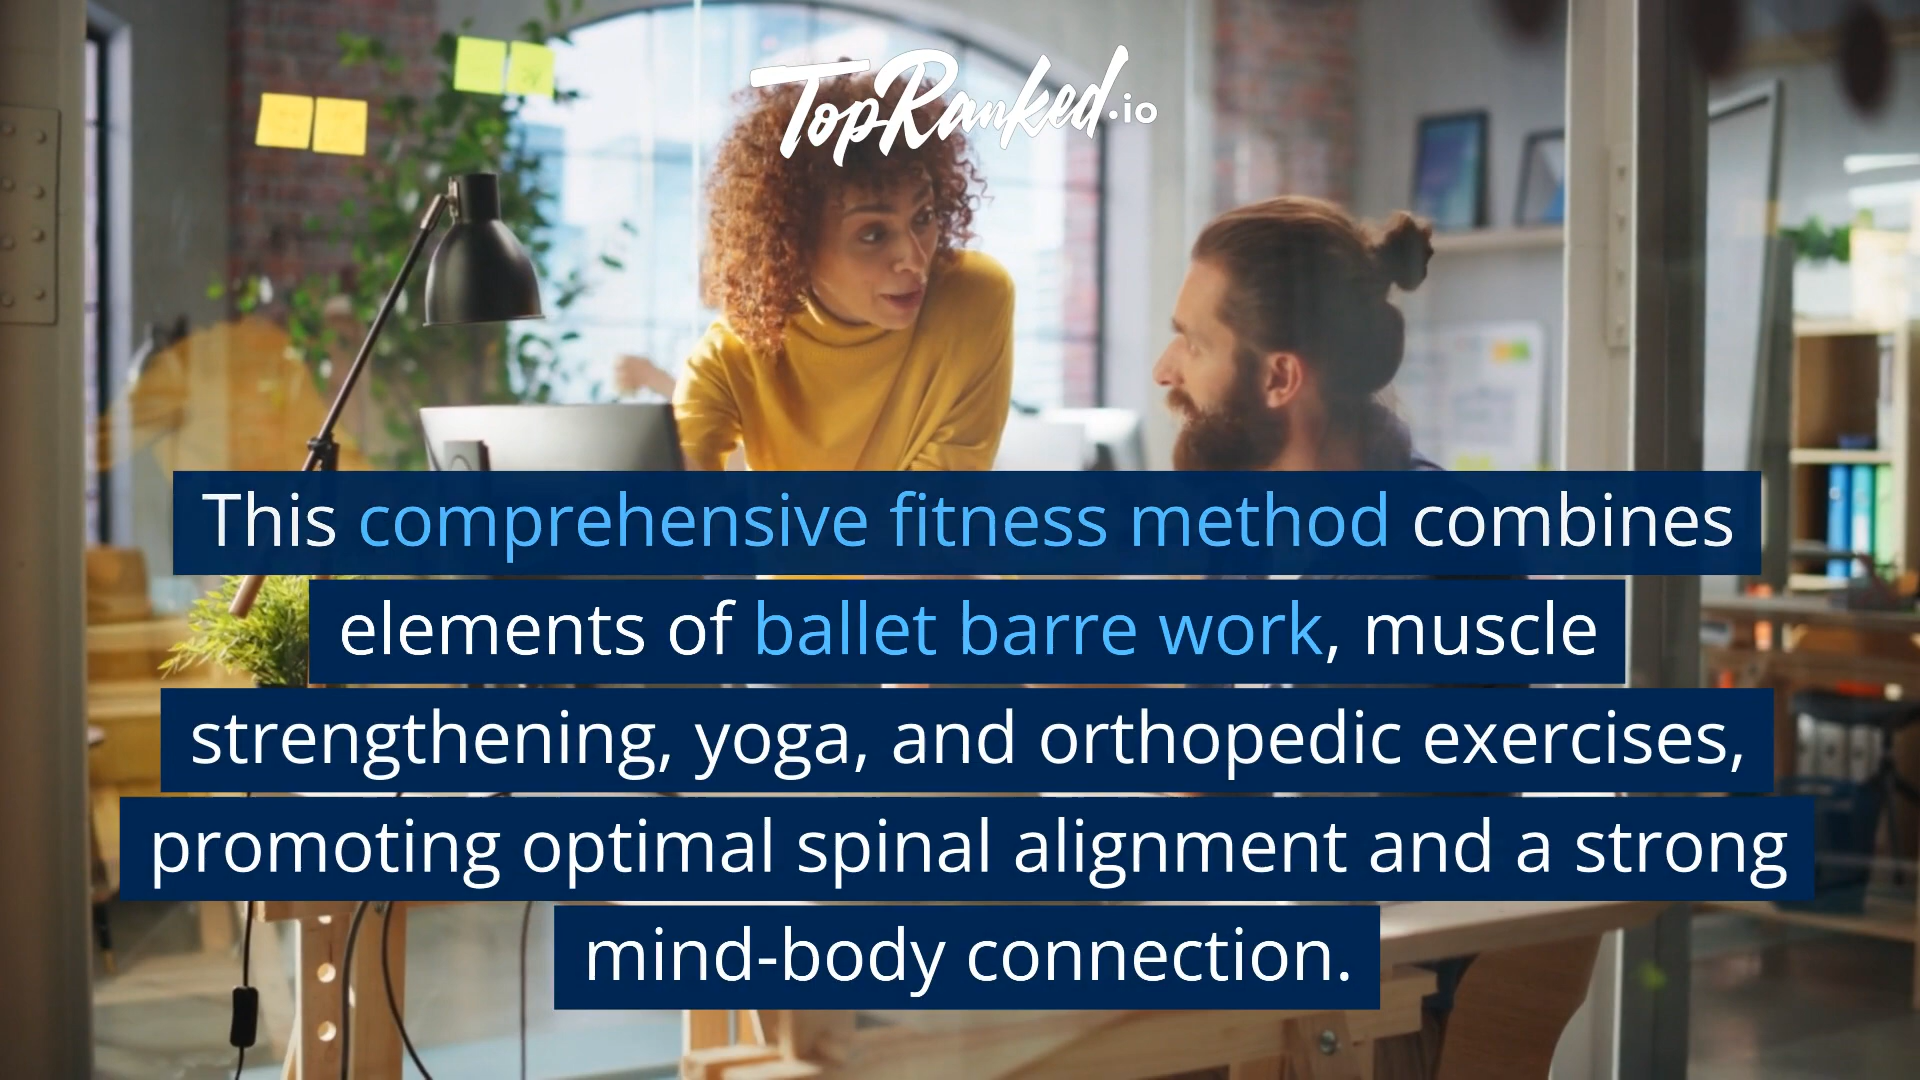 TopRanked.io
This comprehensive fitness method combines
elements of ballet barre work, muscle
strengthening, yoga, and orthopedic exercises,
promoting optimal spinal alignment and a strong
mind-body connection.